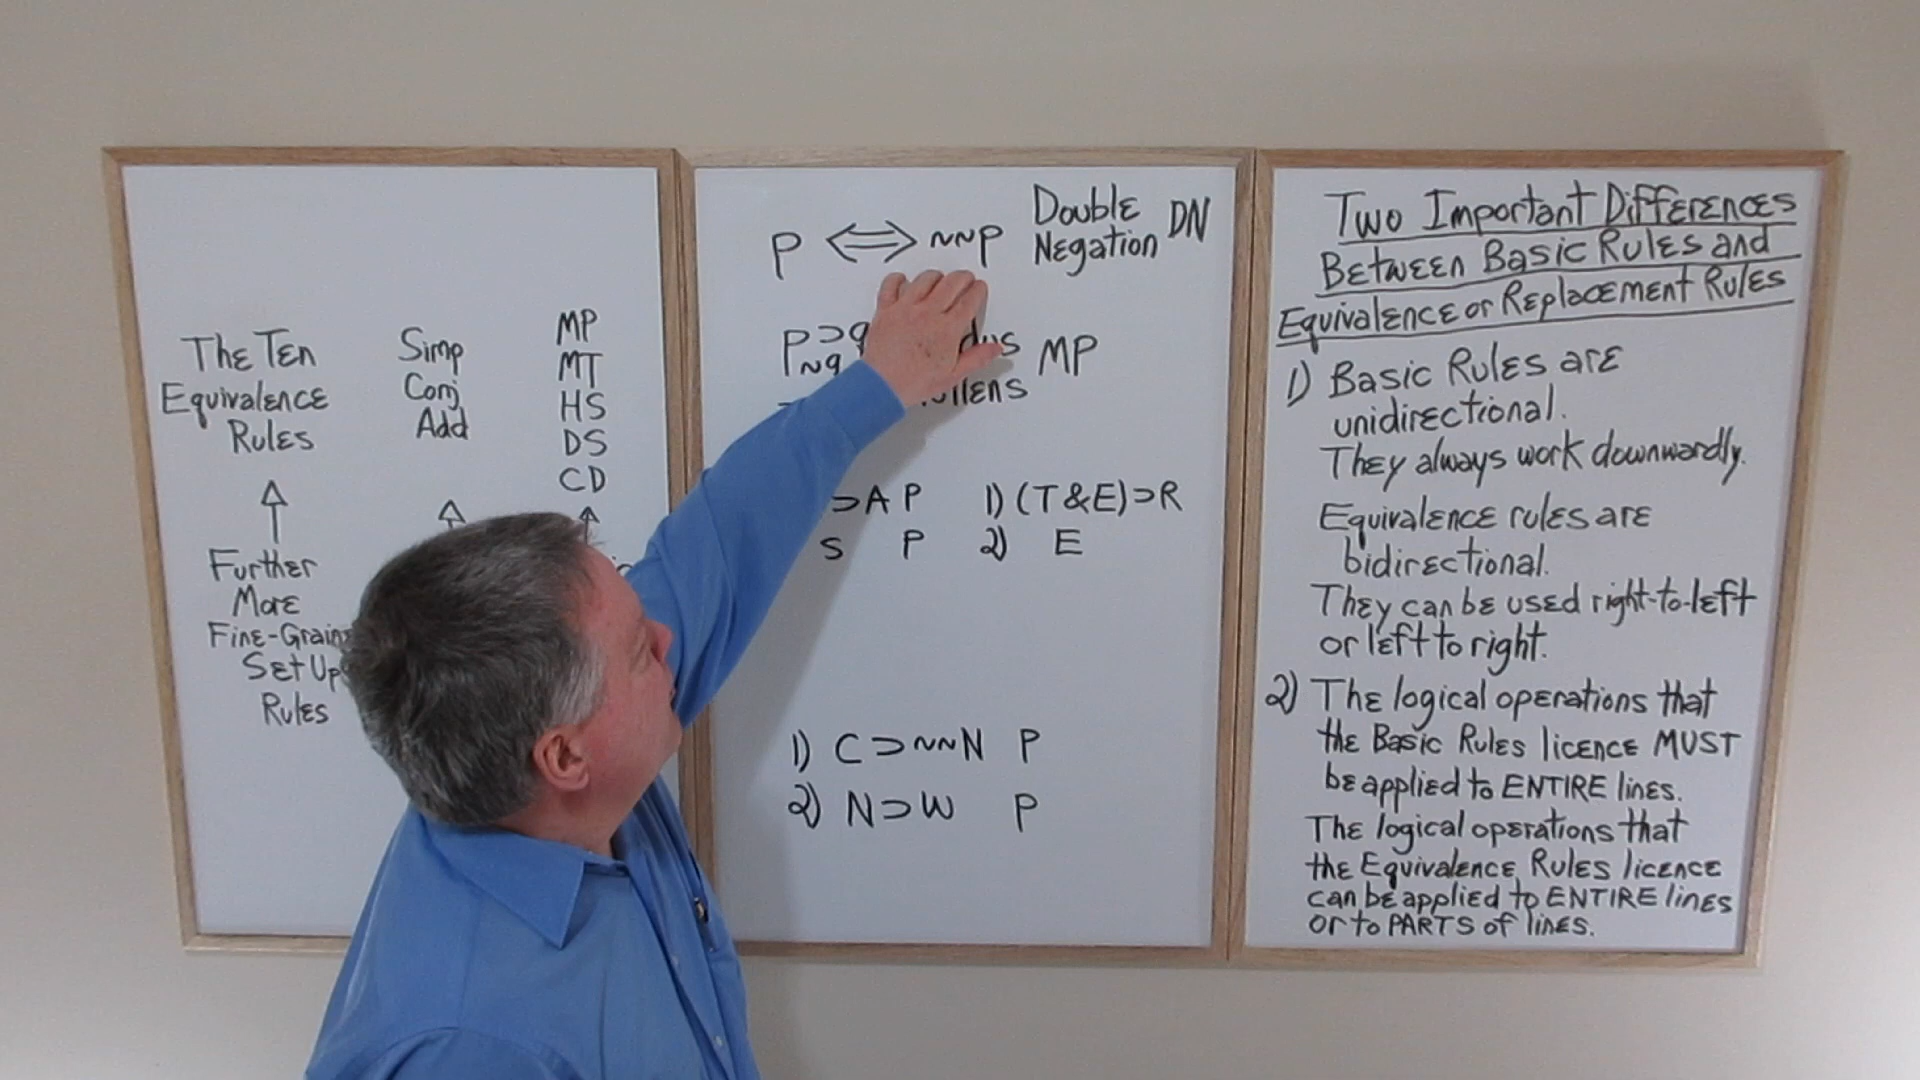 The Ten
Equivalence
Rules
Further
More
Fine-Grain
Set Up
Rules
Simp
Conj
Add
MP
MT
HS
DS
CD
P ⇔ ~~P Double Negation DN
P ⊃ q
~q
MP
⊃ A P
S P
1) (T & E) ⊃ R
2) E
1) C ⊃ ~~N P
2) N ⊃ W P
Two Important Differences
Between Basic Rules and
Equivalence or Replacement Rules
1) Basic Rules are
unidirectional.
They always work downwardly.
Equivalence rules are
bidirectional.
They can be used right-to-left
or left to right.
2) The logical operations that
the Basic Rules licence MUST
be applied to ENTIRE lines.
The logical operations that
the Equivalence Rules licence
can be applied to ENTIRE lines
or to PARTS of lines.